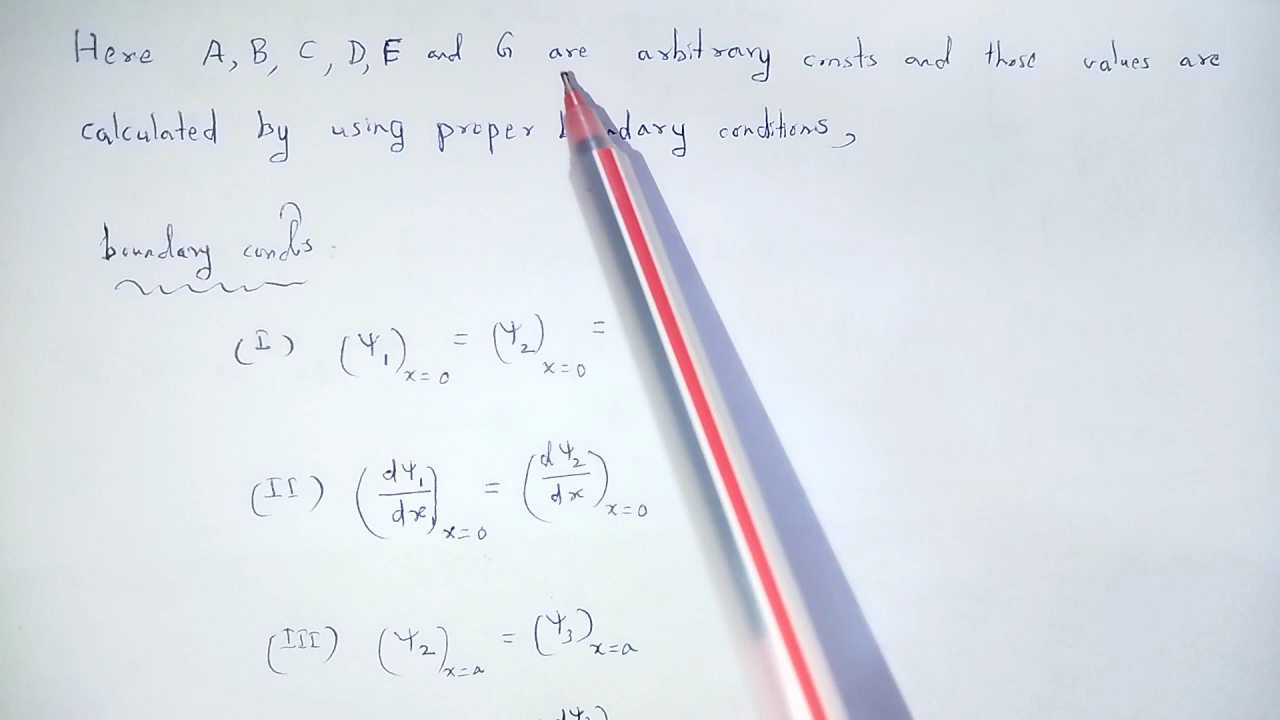 Here A, B, C, D, E and G are arbitrary consts and those values are
calculated by using proper conditions,
boundary conds
(I) (Ψ₁)ₓ₌₀ = (Ψ₂)ₓ₌₀ =
(II) (dΨ₁/dx)ₓ₌₀ = (dΨ₂/dx)ₓ₌₀
(III) (Ψ₂)ₓ₌ₐ = (Ψ₃)ₓ₌ₐ